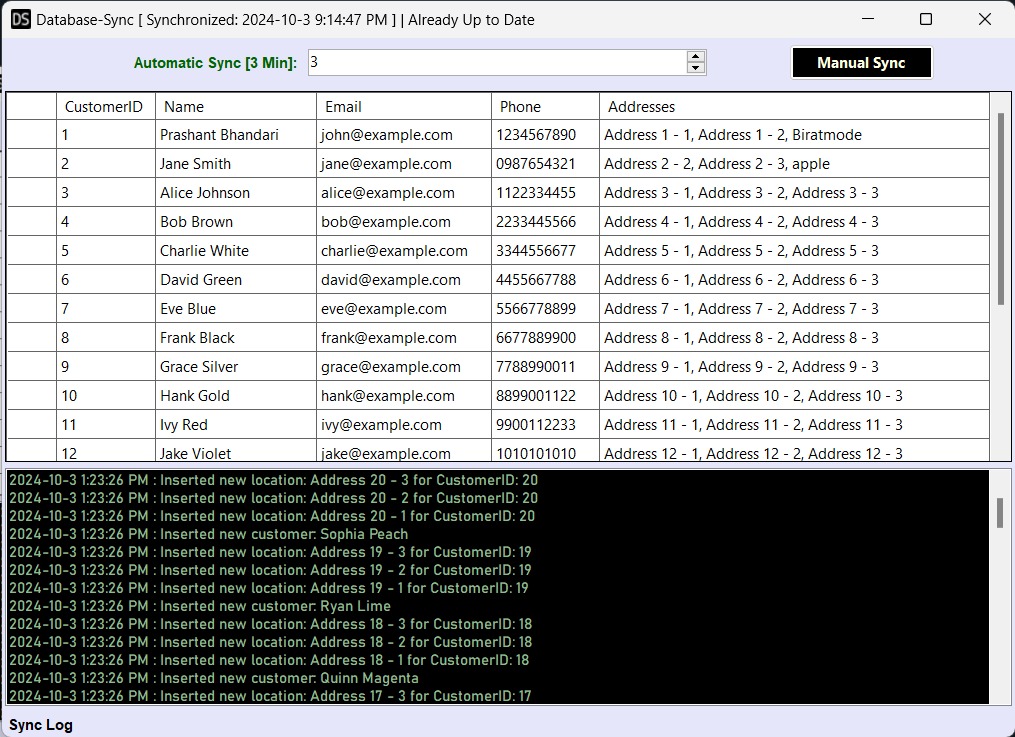 DS Database-Sync [ Synchronized: 2024-10-3 9:14:47 PM ] | Already Up to Date
Automatic Sync [3 Min]: 3 Manual Sync
CustomerID Name Email Phone Addresses
1 Prashant Bhandari john@example.com 1234567890 Address 1 - 1, Address 1 - 2, Biratmode
2 Jane Smith jane@example.com 0987654321 Address 2 - 2, Address 2 - 3, apple
3 Alice Johnson alice@example.com 1122334455 Address 3 - 1, Address 3 - 2, Address 3 - 3
4 Bob Brown bob@example.com 2233445566 Address 4 - 1, Address 4 - 2, Address 4 - 3
5 Charlie White charlie@example.com 3344556677 Address 5 - 1, Address 5 - 2, Address 5 - 3
6 David Green david@example.com 4455667788 Address 6 - 1, Address 6 - 2, Address 6 - 3
7 Eve Blue eve@example.com 5566778899 Address 7 - 1, Address 7 - 2, Address 7 - 3
8 Frank Black frank@example.com 6677889900 Address 8 - 1, Address 8 - 2, Address 8 - 3
9 Grace Silver grace@example.com 7788990011 Address 9 - 1, Address 9 - 2, Address 9 - 3
10 Hank Gold hank@example.com 8899001122 Address 10 - 1, Address 10 - 2, Address 10 - 3
11 Ivy Red ivy@example.com 9900112233 Address 11 - 1, Address 11 - 2, Address 11 - 3
12 Jake Violet jake@example.com 1010101010 Address 12 - 1, Address 12 - 2, Address 12 - 3
2024-10-3 1:23:26 PM : Inserted new location: Address 20 - 3 for CustomerID: 20
2024-10-3 1:23:26 PM : Inserted new location: Address 20 - 2 for CustomerID: 20
2024-10-3 1:23:26 PM : Inserted new location: Address 20 - 1 for CustomerID: 20
2024-10-3 1:23:26 PM : Inserted new customer: Sophia Peach
2024-10-3 1:23:26 PM : Inserted new location: Address 19 - 3 for CustomerID: 19
2024-10-3 1:23:26 PM : Inserted new location: Address 19 - 2 for CustomerID: 19
2024-10-3 1:23:26 PM : Inserted new location: Address 19 - 1 for CustomerID: 19
2024-10-3 1:23:26 PM : Inserted new customer: Ryan Lime
2024-10-3 1:23:26 PM : Inserted new location: Address 18 - 3 for CustomerID: 18
2024-10-3 1:23:26 PM : Inserted new location: Address 18 - 2 for CustomerID: 18
2024-10-3 1:23:26 PM : Inserted new location: Address 18 - 1 for CustomerID: 18
2024-10-3 1:23:26 PM : Inserted new customer: Quinn Magenta
2024-10-3 1:23:26 PM : Inserted new location: Address 17 - 3 for CustomerID: 17
Sync Log